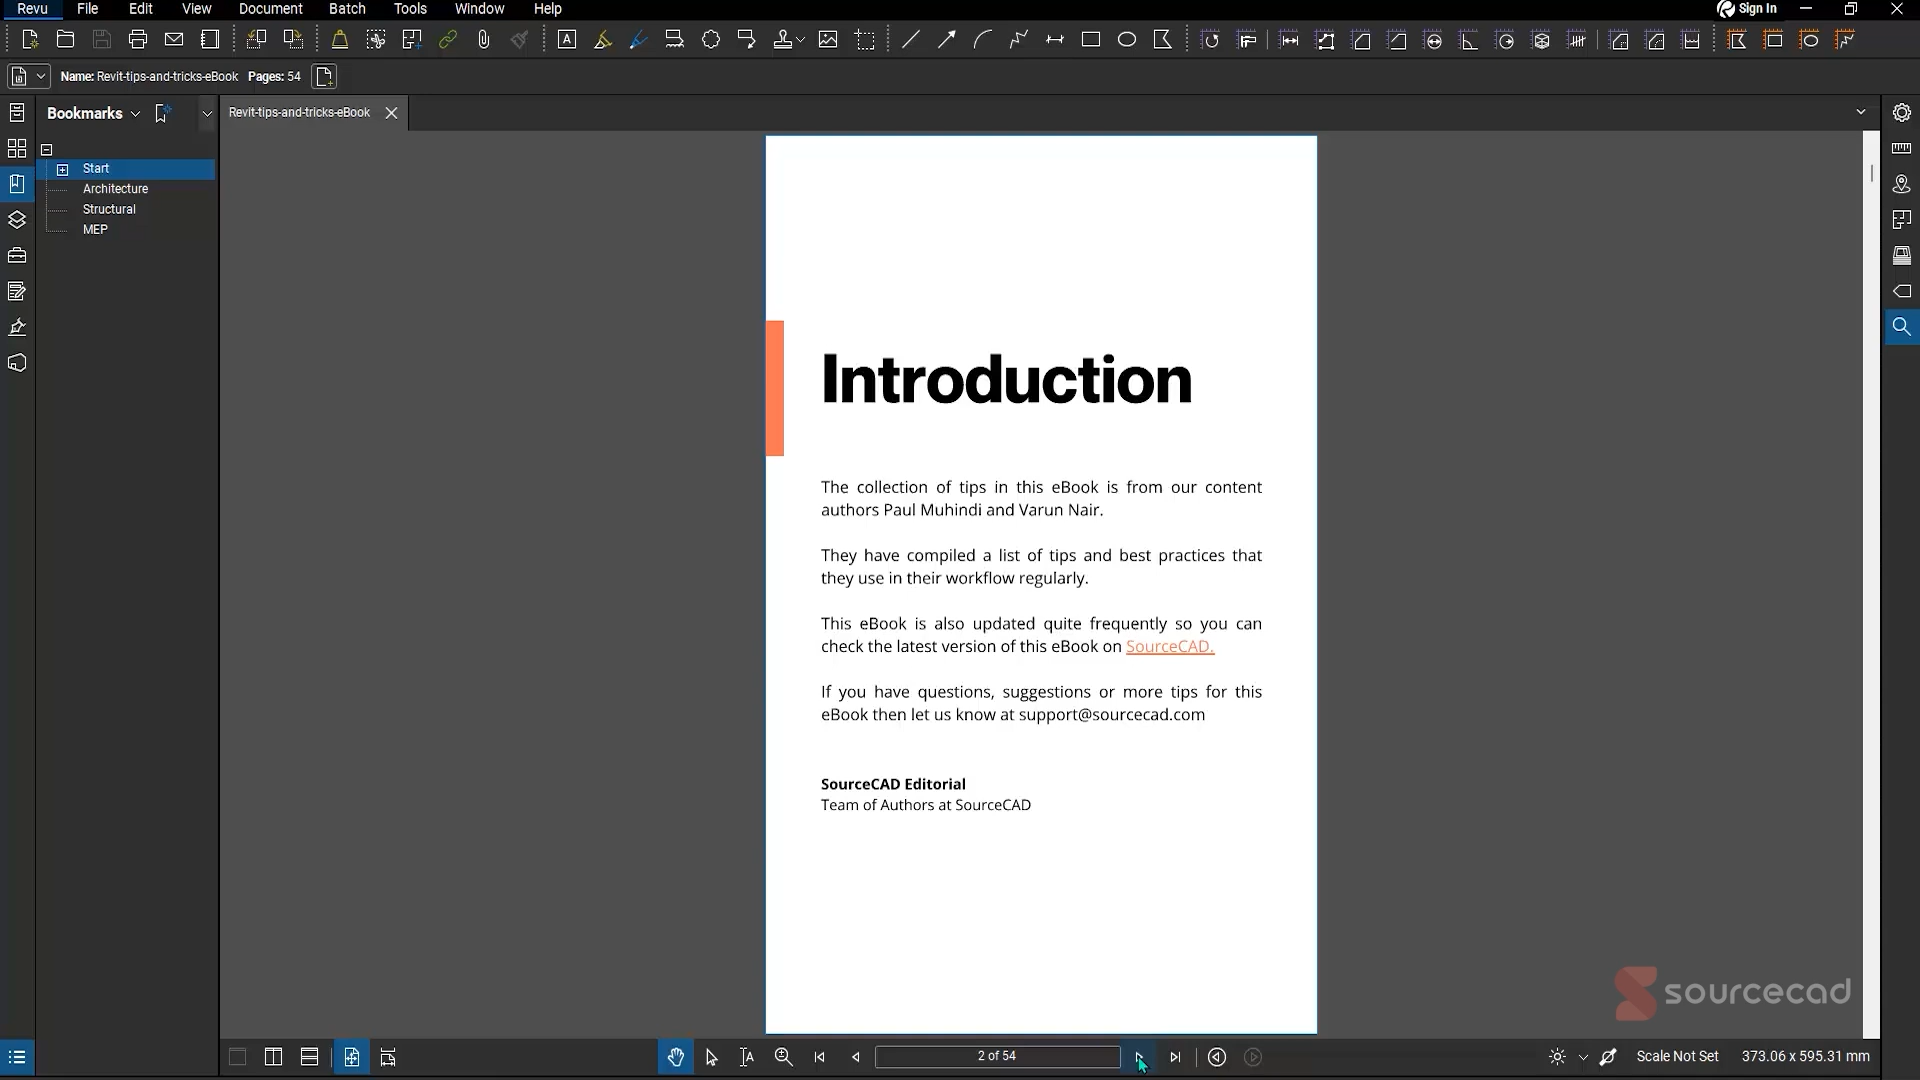 Revu File Edit View Document Batch Tools Window Help Sign In
Name: Revit-tips-and-tricks-eBook Pages: 54
Bookmarks
Revit-tips-and-tricks-eBook
Start
Architecture
Structural
MEP
Introduction
The collection of tips in this eBook is from our content
authors Paul Muhindi and Varun Nair.
They have compiled a list of tips and best practices that
they use in their workflow regularly.
This eBook is also updated quite frequently so you can
check the latest version of this eBook on SourceCAD.
If you have questions, suggestions or more tips for this
eBook then let us know at support@sourcecad.com
SourceCAD Editorial
Team of Authors at SourceCAD
sourcecad
2 of 54
Scale Not Set 373.06 x 595.31 mm